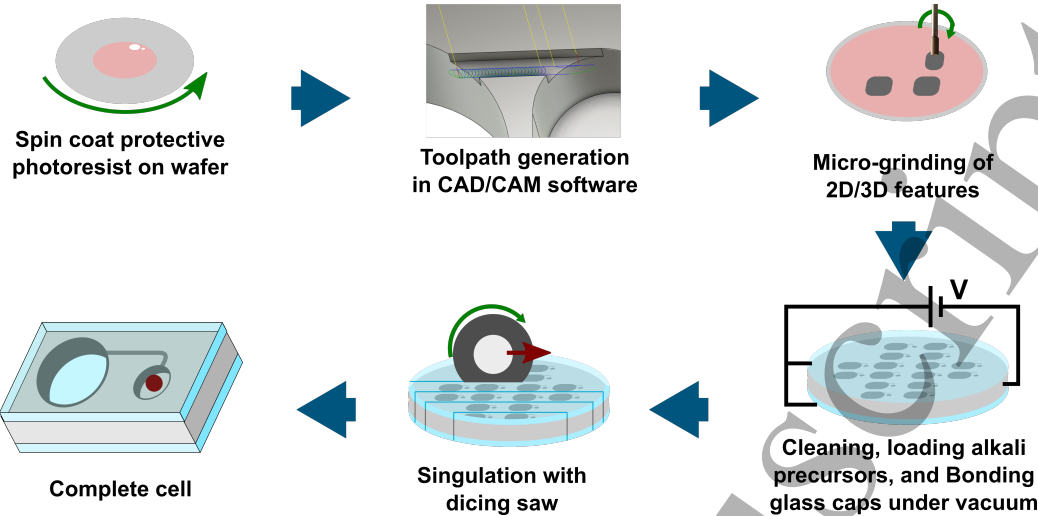 Spin coat protective
photoresist on wafer
Toolpath generation
in CAD/CAM software
Micro-grinding of
2D/3D features
V
Cleaning, loading alkali
precursors, and Bonding
glass caps under vacuum
Singulation with
dicing saw
Complete cell